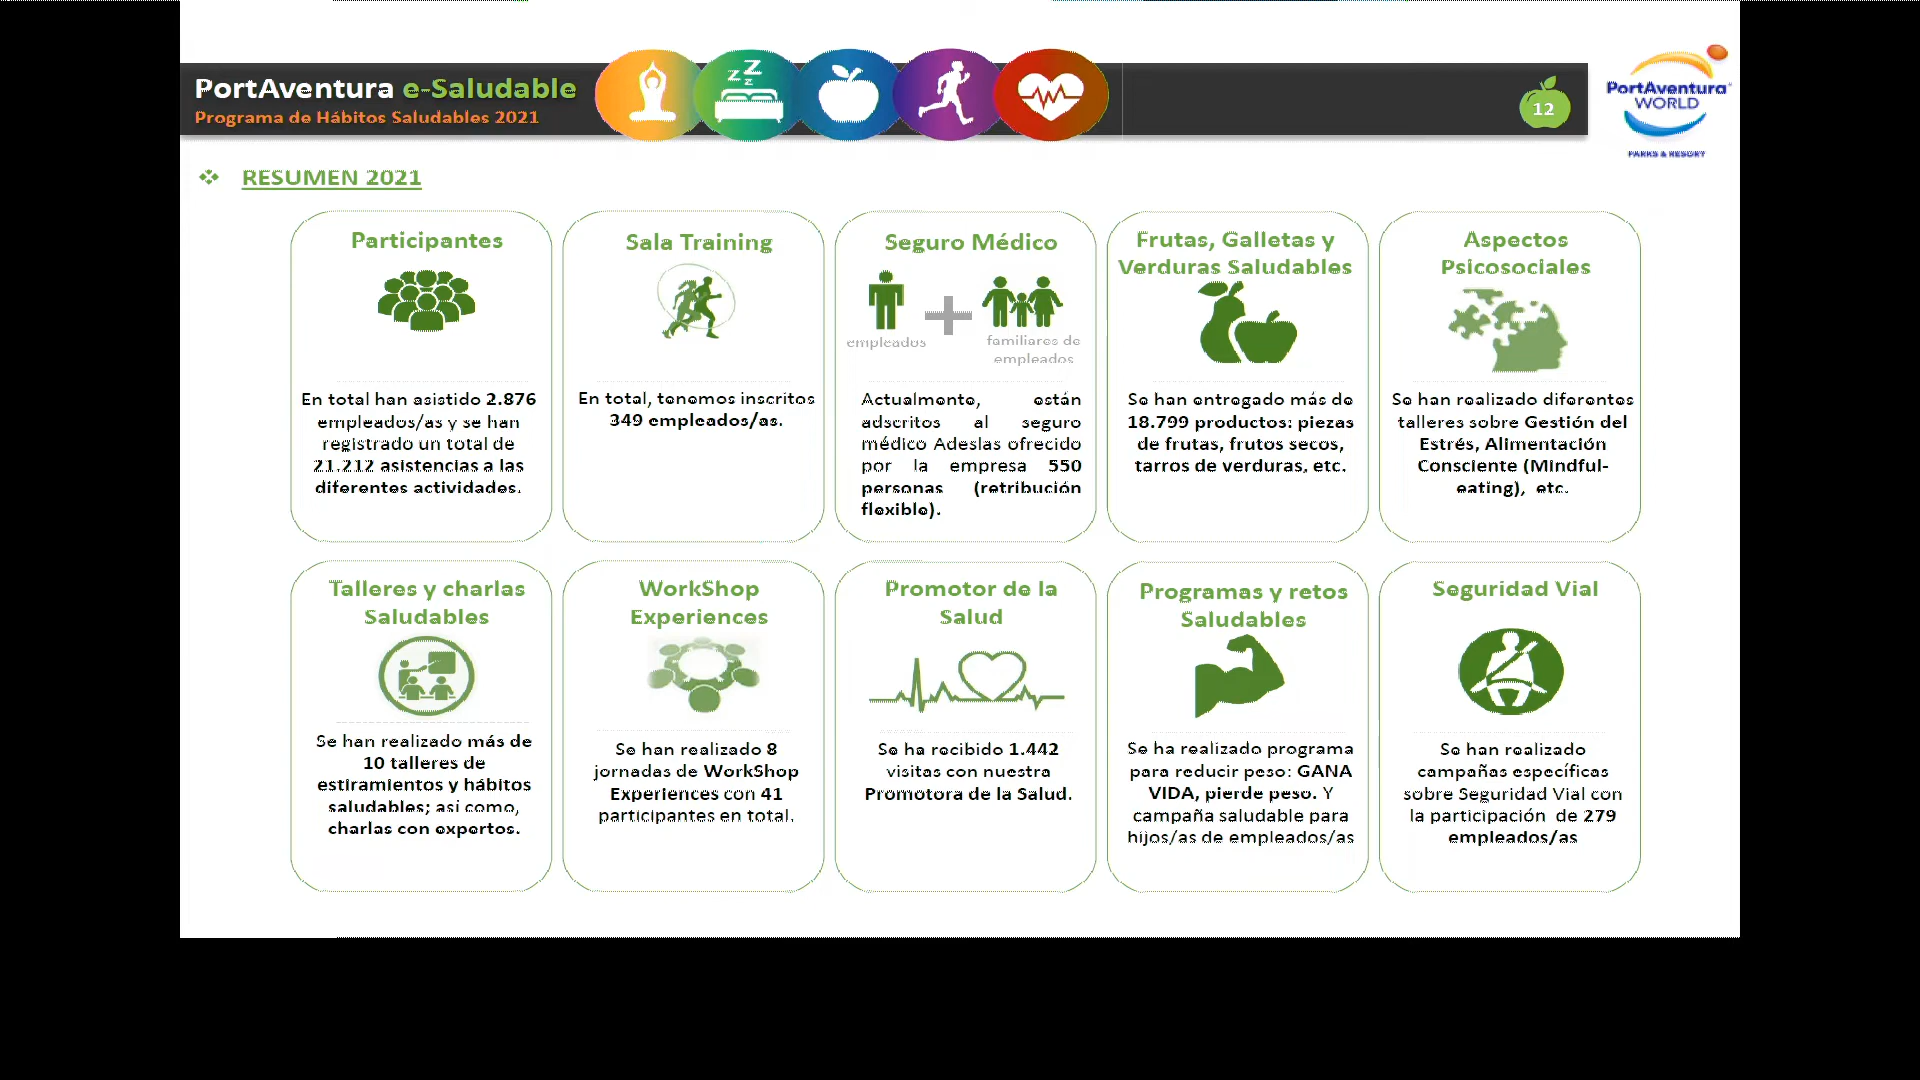 PortAventura e-Saludable
Programa de Hábitos Saludables 2021
12
PortAventura
WORLD
PARKS & RESORT
RESUMEN 2021
Participantes
En total han asistido 2.876
empleados/as y se han
registrado un total de
21.212 asistencias a las
diferentes actividades.
Sala Training
En total, tenemos inscritos
349 empleados/as.
Seguro Médico
empleados
familiares de
empleados
Actualmente, están
adscritos al seguro
médico Adeslas ofrecido
por la empresa 550
personas (retribución
flexible).
Frutas, Galletas y
Verduras Saludables
Se han entregado más de
18.799 productos: piezas
de frutas, frutos secos,
tarros de verduras, etc.
Aspectos
Psicosociales
Se han realizado diferentes
talleres sobre Gestión del
Estrés, Alimentación
Consciente (Mindful-
eating), etc.
Talleres y charlas
Saludables
Se han realizado más de
10 talleres de
estiramientos y hábitos
saludables; así como,
charlas con expertos.
WorkShop
Experiences
Se han realizado 8
jornadas de WorkShop
Experiences con 41
participantes en total.
Promotor de la
Salud
Se ha recibido 1.442
visitas con nuestra
Promotora de la Salud.
Programas y retos
Saludables
Se ha realizado programa
para reducir peso: GANA
VIDA, pierde peso. Y
campaña saludable para
hijos/as de empleados/as
Seguridad Vial
Se han realizado
campañas específicas
sobre Seguridad Vial con
la participación de 279
empleados/as